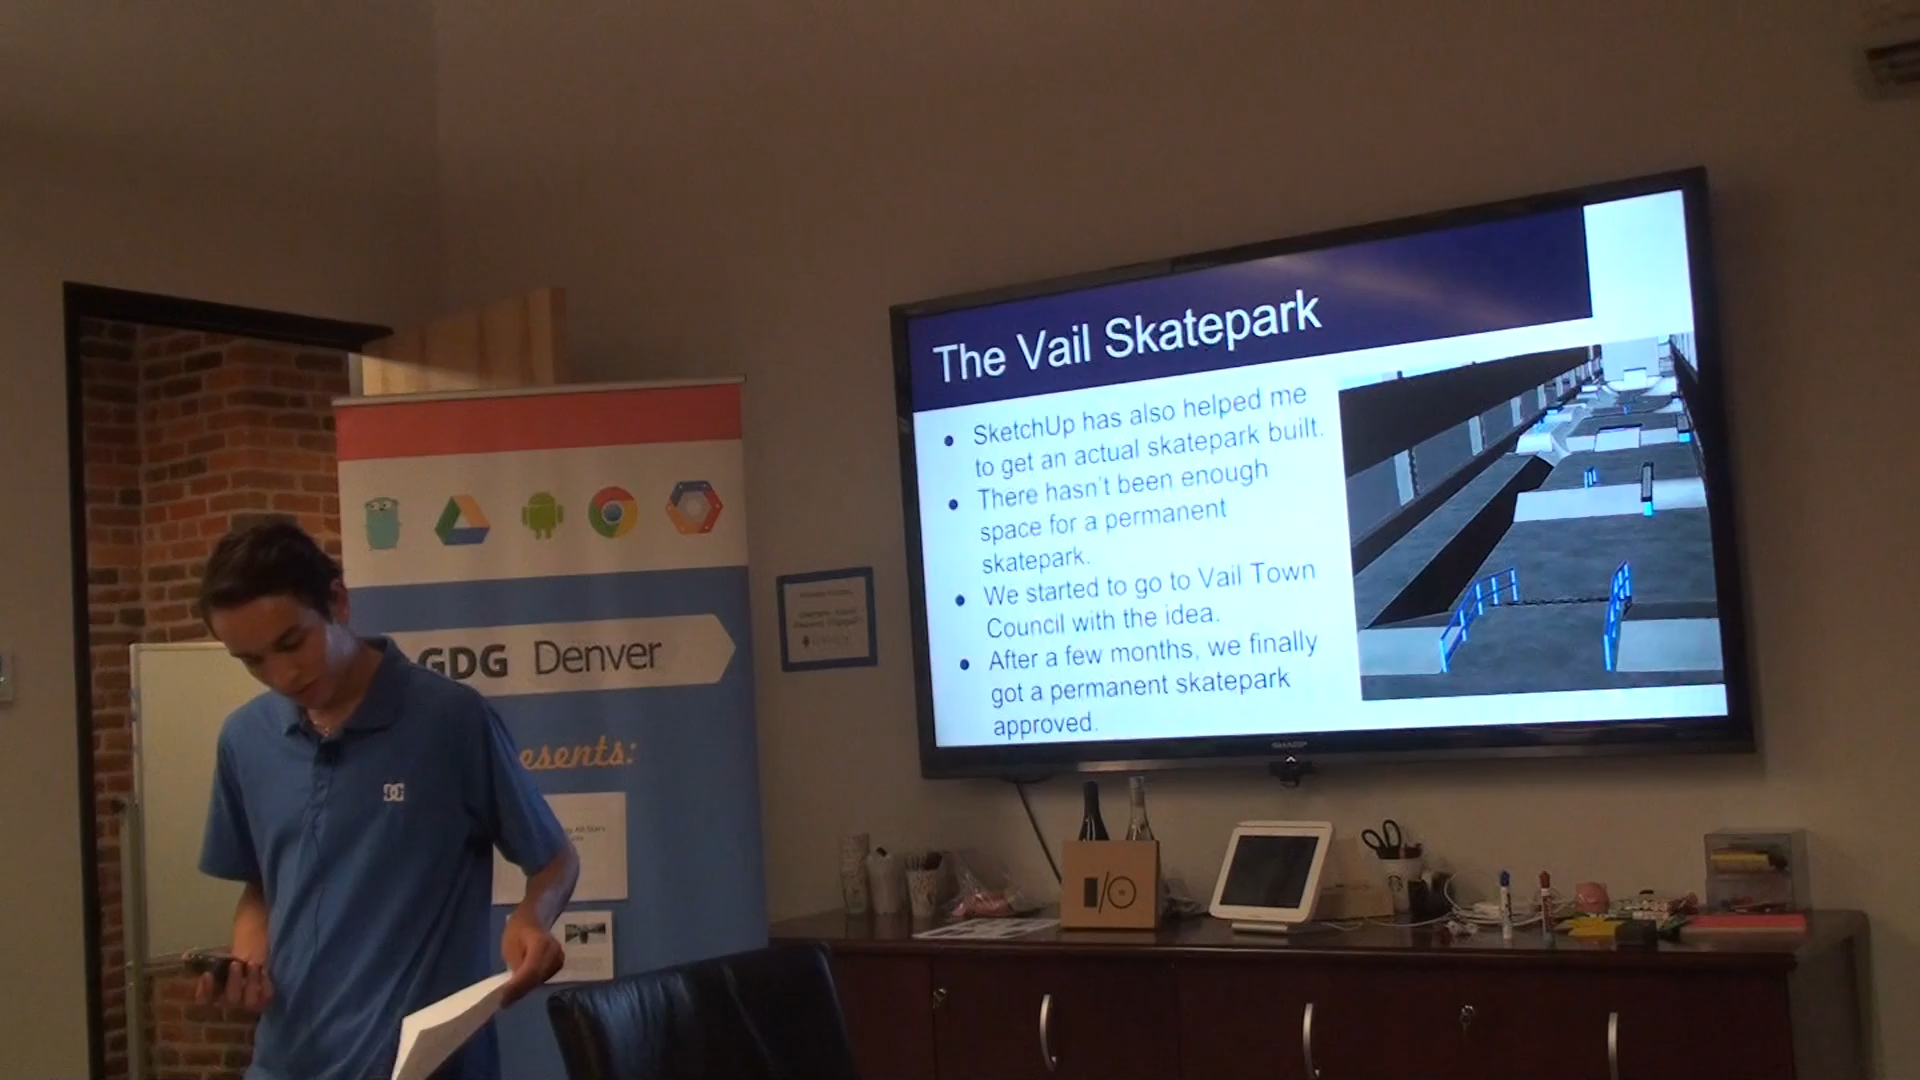 The Vail Skatepark
SketchUp has also helped me
to get an actual skatepark built.
There hasn't been enough
space for a permanent
skatepark.
We started to go to Vail Town
Council with the idea.
After a few months, we finally
got a permanent skatepark
approved.
GDG Denver
esents:
DC
SHARP
I/O